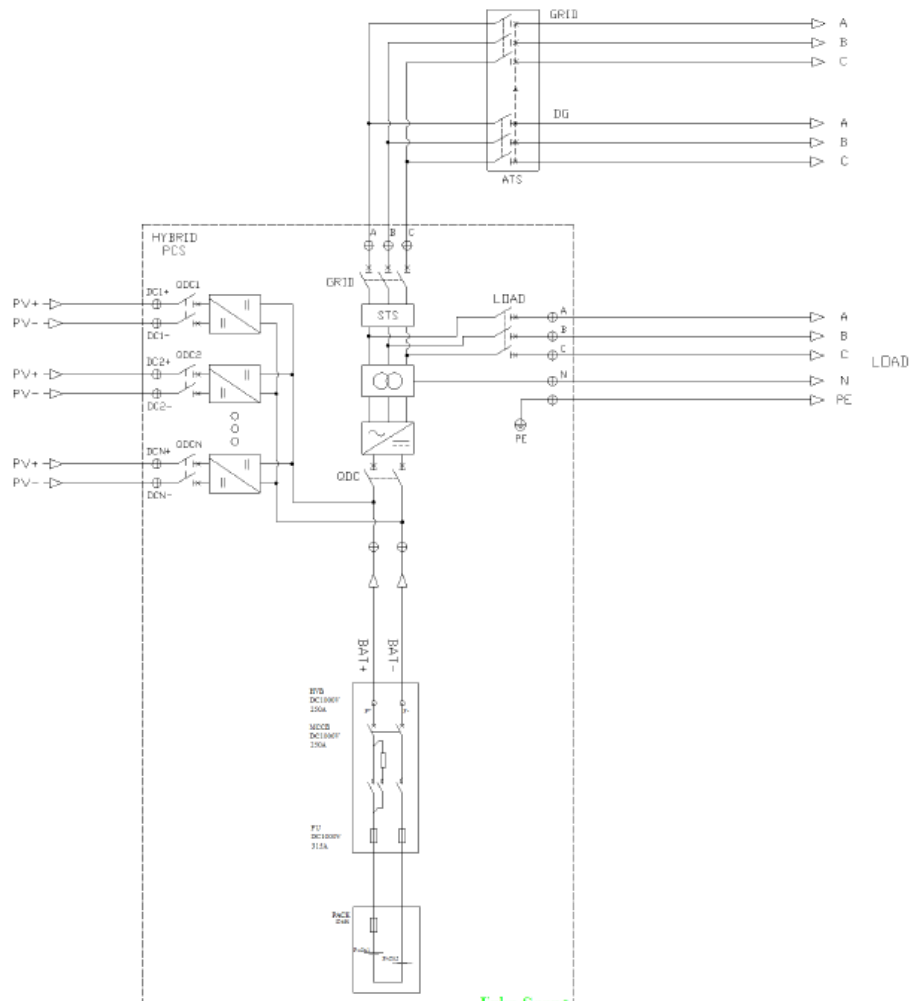 GRID
A
B
C
DG
A
B
C
ATS
HYBRID
PCS
A B C
GRID
STS
LOAD
A
B
C
N
A
B
C
N
PE
LOAD
PE
PV+
PV-
DC1+ QDC1
DC1-
PV+
PV-
DC2+ QDC2
DC2-
PV+
PV-
DCN+ QDCN
DCN-
QDC
BAT+
BAT-
DC1000V
250A
MCCB
DC1000V
250A
FU
DC1000V
315A
PACK